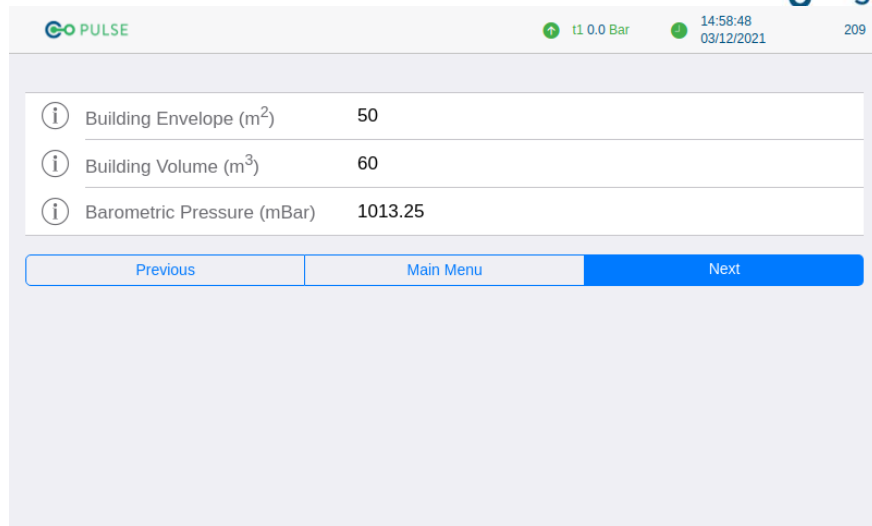 GO PULSE
t1 0.0 Bar
14:58:48
03/12/2021
209
Building Envelope (m²) 50
Building Volume (m³) 60
Barometric Pressure (mBar) 1013.25
Previous Main Menu Next